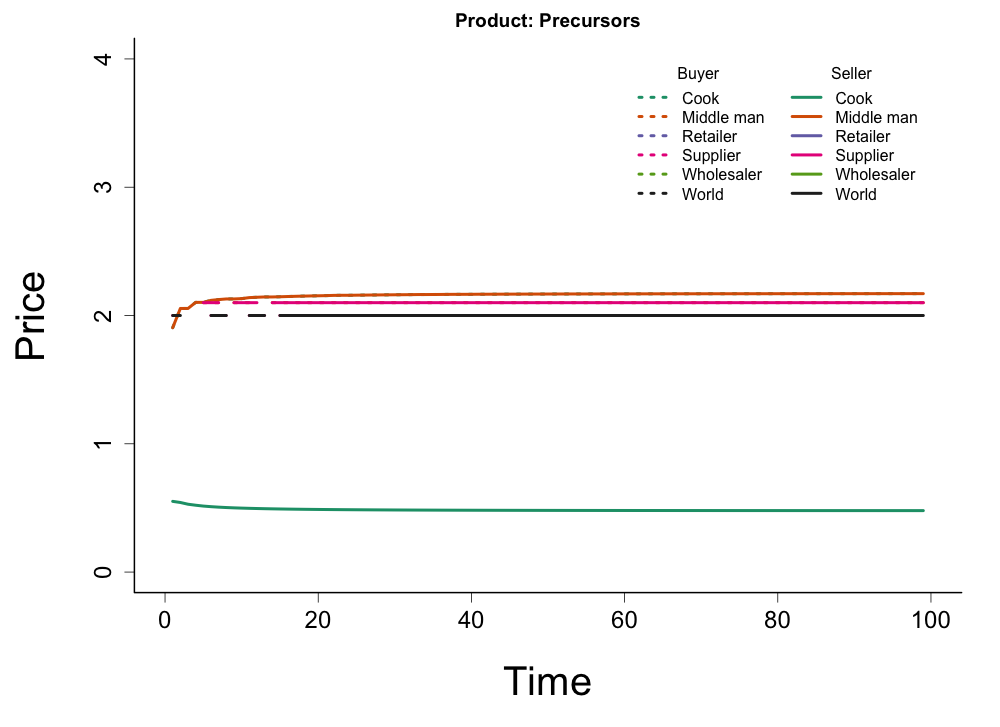 Product: Precursors
Buyer Seller
Cook Cook
Middle man Middle man
Retailer Retailer
Supplier Supplier
Wholesaler Wholesaler
World World
Price
4
3
2
1
0
0 20 40 60 80 100
Time